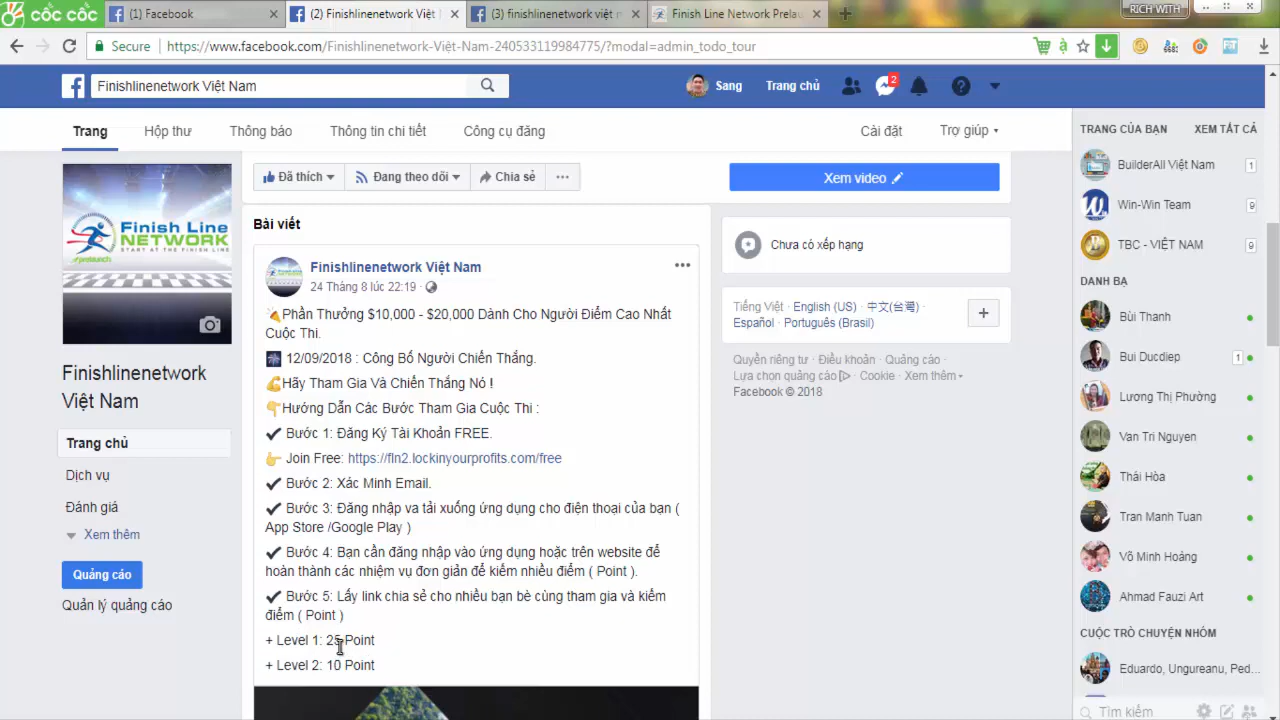 cốc cốc
(1) Facebook
(2) Finishlinenetwork Việt
(3) finishlinenetwork việt n
Finish Line Network Prelau
RICH WITH
Secure
https://www.facebook.com/Finishlinenetwork-Việt-Nam-240533119984775/?modal=admin_todo_tour
Finishlinenetwork Việt Nam
Sang
Trang chủ
2
Trang
Hộp thư
Thông báo
Thông tin chi tiết
Công cụ đăng
Cài đặt
Trợ giúp
Đã thích
Đang theo dõi
Chia sẻ
Xem video
Finish Line
NETWORK
START AT THE FINISH LINE
prelaunch
Finishlinenetwork
Việt Nam
Trang chủ
Dịch vụ
Đánh giá
Xem thêm
Quảng cáo
Quản lý quảng cáo
Bài viết
Finishlinenetwork Việt Nam
24 Tháng 8 lúc 22:19
Phần Thưởng $10,000 - $20,000 Dành Cho Người Điểm Cao Nhất
Cuộc Thi.
12/09/2018 : Công Bố Người Chiến Thắng.
Hãy Tham Gia Và Chiến Thắng Nó !
Hướng Dẫn Các Bước Tham Gia Cuộc Thi :
✔ Bước 1: Đăng Ký Tài Khoản FREE.
Join Free: https://fln2.lockinyourprofits.com/free
✔ Bước 2: Xác Minh Email.
✔ Bước 3: Đăng nhập va tải xuống ứng dụng cho điện thoại của bạn (
App Store /Google Play )
✔ Bước 4: Bạn cần đăng nhập vào ứng dụng hoặc trên website để
hoàn thành các nhiệm vụ đơn giản để kiếm nhiều điểm ( Point ).
✔ Bước 5: Lấy link chia sẻ cho nhiều bạn bè cùng tham gia và kiếm
điểm ( Point )
+ Level 1: 25 Point
+ Level 2: 10 Point
Chưa có xếp hạng
Tiếng Việt · English (US) · 中文(台灣) ·
Español · Português (Brasil)
Quyền riêng tư · Điều khoản · Quảng cáo ·
Lựa chọn quảng cáo · Cookie · Xem thêm
Facebook © 2018
TRANG CỦA BẠN
XEM TẤT CẢ
BuilderAll Việt Nam
1
Win-Win Team
9
TBC - VIỆT NAM
9
DANH BẠ
Bùi Thanh
Bui Ducdiep
1
Lương Thị Phường
Van Tri Nguyen
Thái Hòa
Tran Manh Tuan
Võ Minh Hoảng
Ahmad Fauzi Art
CUỘC TRÒ CHUYỆN NHÓM
Eduardo, Ungureanu, Ped...
Tìm kiếm